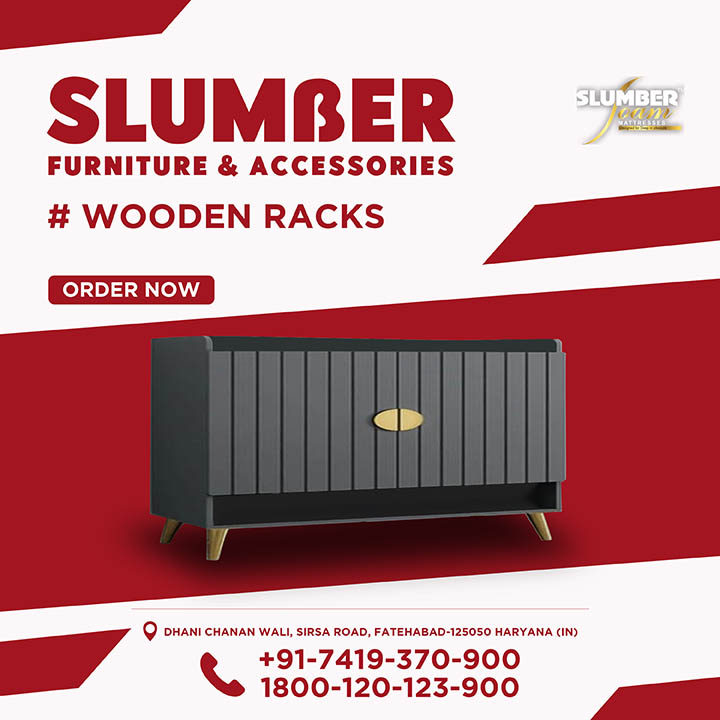 SLUMßER
FURNITURE & ACCESSORIES
# WOODEN RACKS
ORDER NOW
SLUMBER
Foam
MATTRESSES
DHANI CHANAN WALI, SIRSA ROAD, FATEHABAD-125050 HARYANA (IN)
+91-7419-370-900
1800-120-123-900